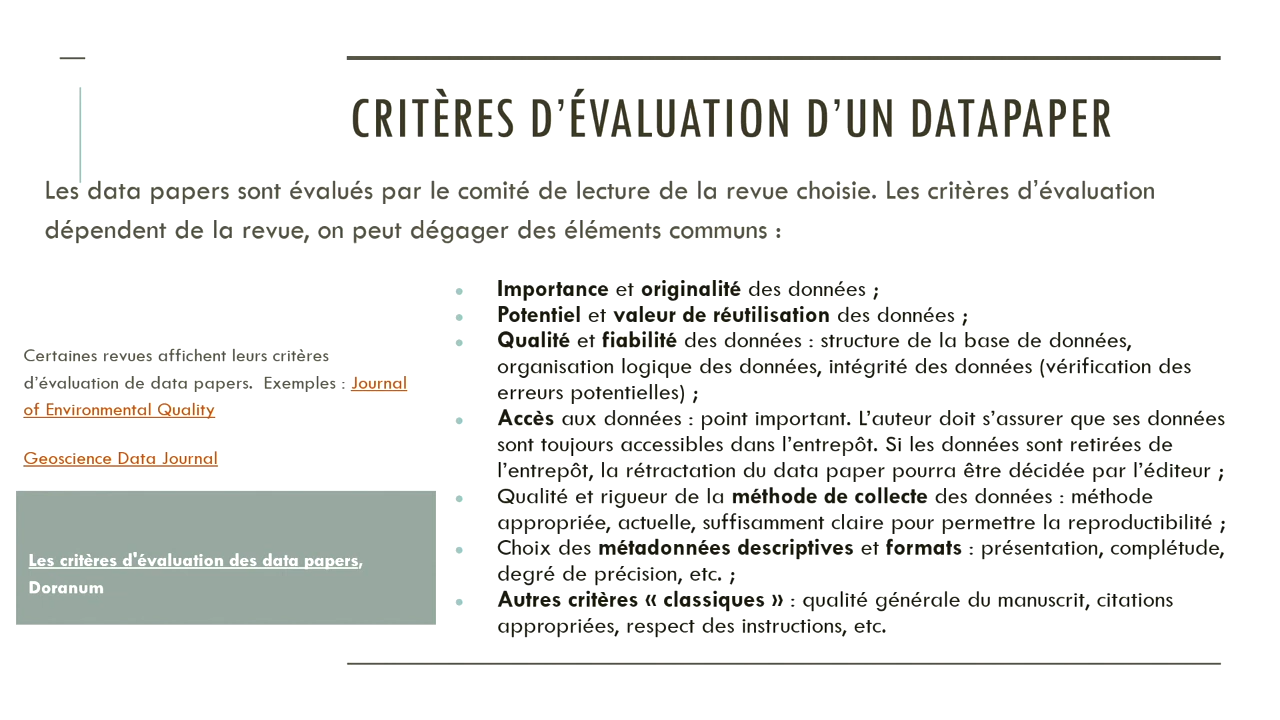 CRITÈRES D’ÉVALUATION D’UN DATAPAPER
Les data papers sont évalués par le comité de lecture de la revue choisie. Les critères d’évaluation
dépendent de la revue, on peut dégager des éléments communs :
Certaines revues affichent leurs critères
d’évaluation de data papers.  Exemples : Journal
of Environmental Quality
Geoscience Data Journal
Les critères d'évaluation des data papers,
Doranum
Importance et originalité des données ;
Potentiel et valeur de réutilisation des données ;
Qualité et fiabilité des données : structure de la base de données,
organisation logique des données, intégrité des données (vérification des
erreurs potentielles) ;
Accès aux données : point important. L’auteur doit s’assurer que ses données
sont toujours accessibles dans l’entrepôt. Si les données sont retirées de
l’entrepôt, la rétractation du data paper pourra être décidée par l’éditeur ;
Qualité et rigueur de la méthode de collecte des données : méthode
appropriée, actuelle, suffisamment claire pour permettre la reproductibilité ;
Choix des métadonnées descriptives et formats : présentation, complétude,
degré de précision, etc. ;
Autres critères « classiques » : qualité générale du manuscrit, citations
appropriées, respect des instructions, etc.